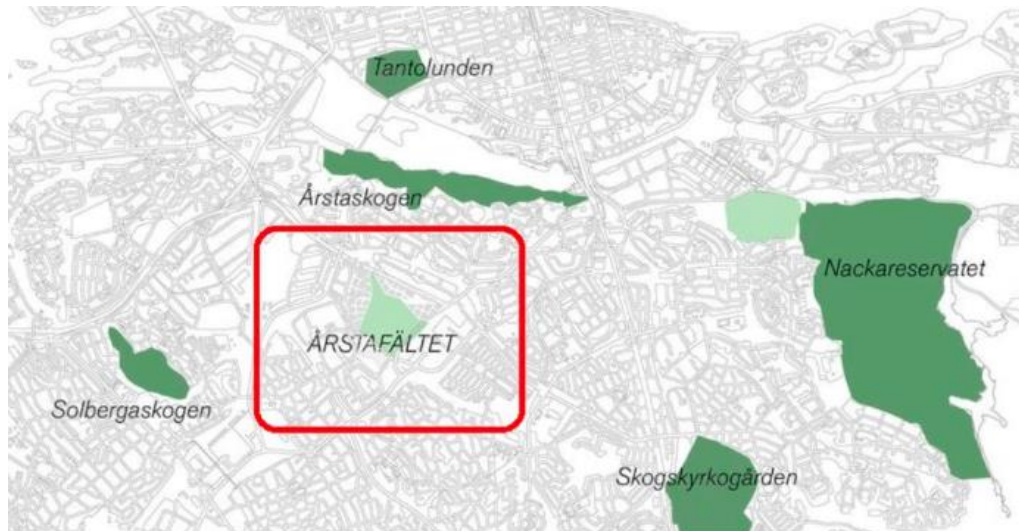 Tantolunden
Årstaskogen
Nackareservatet
ÅRSTAFÄLTET
Solbergaskogen
Skogskyrkogården